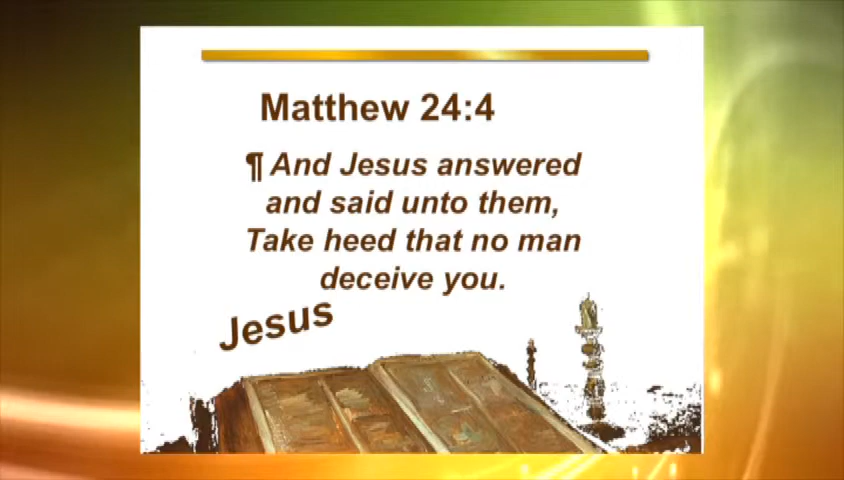 Matthew 24:4
¶ And Jesus answered
and said unto them,
Take heed that no man
deceive you.
Jesus